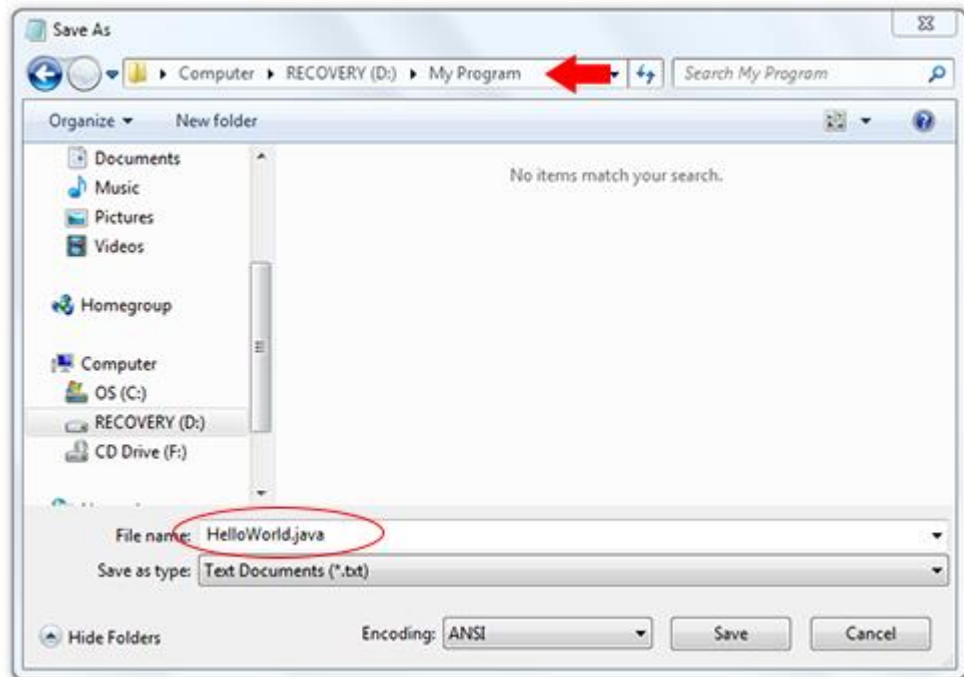 Save As
Computer RECOVERY (D:) My Program Search My Program
Organize New folder
Documents
No items match your search.
Music
Pictures
Videos
Homegroup
Computer
OS (C:)
RECOVERY (D:)
CD Drive (F:)
File name: HelloWorld.java
Save as type: Text Documents (*.txt)
Hide Folders Encoding: ANSI Save Cancel